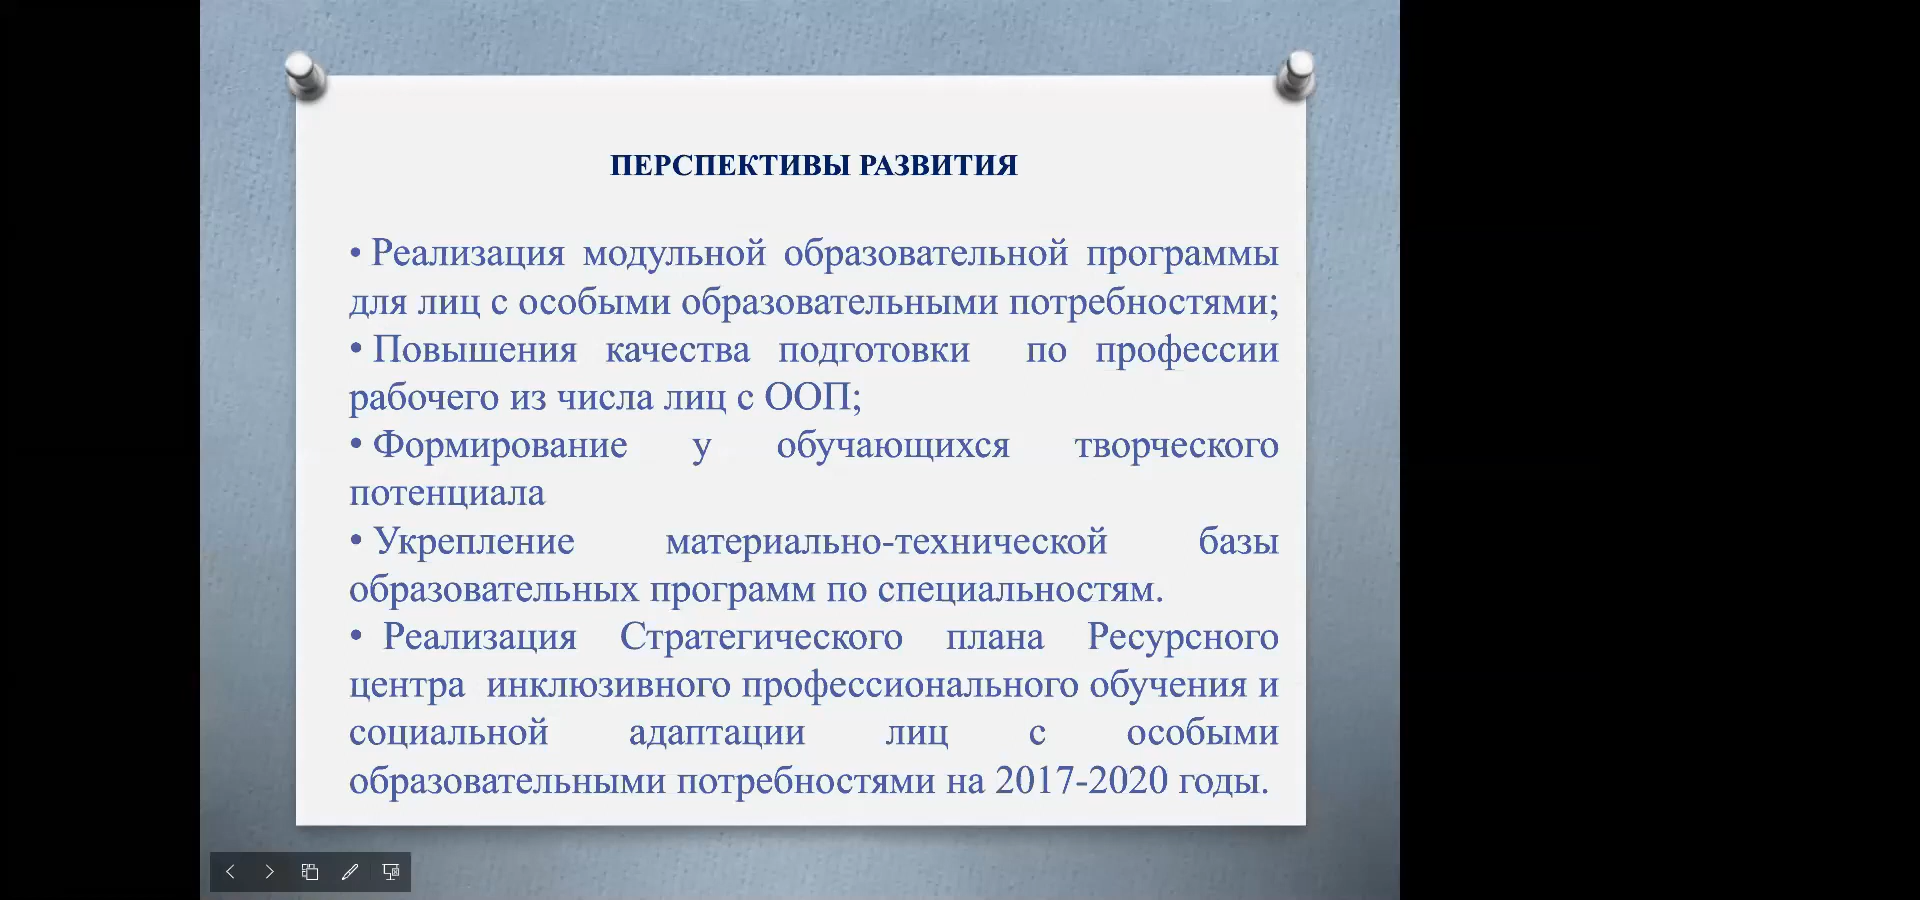 ПЕРСПЕКТИВЫ РАЗВИТИЯ
• Реализация модульной образовательной программы
для лиц с особыми образовательными потребностями;
• Повышения качества подготовки по профессии
рабочего из числа лиц с ООП;
• Формирование у обучающихся творческого
потенциала
• Укрепление материально-технической базы
образовательных программ по специальностям.
• Реализация Стратегического плана Ресурсного
центра инклюзивного профессионального обучения и
социальной адаптации лиц с особыми
образовательными потребностями на 2017-2020 годы.